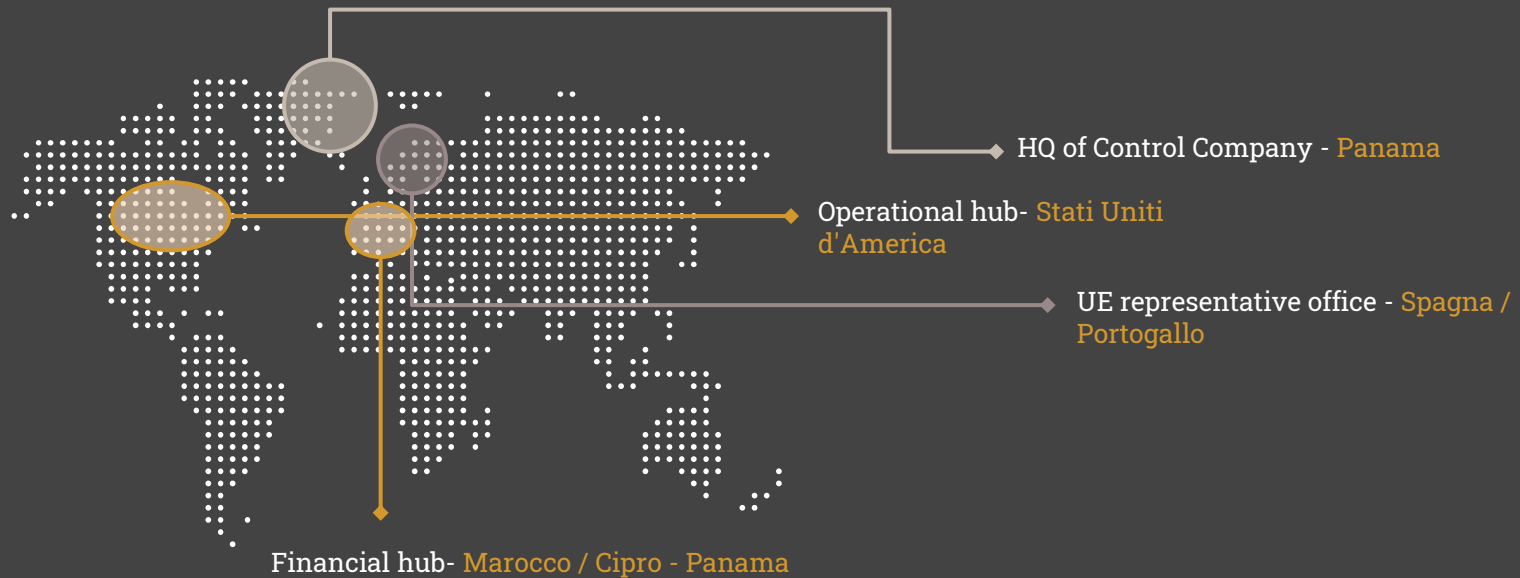 HQ of Control Company - Panama
Operational hub- Stati Uniti
d'America
UE representative office - Spagna /
Portogallo
Financial hub- Marocco / Cipro - Panama